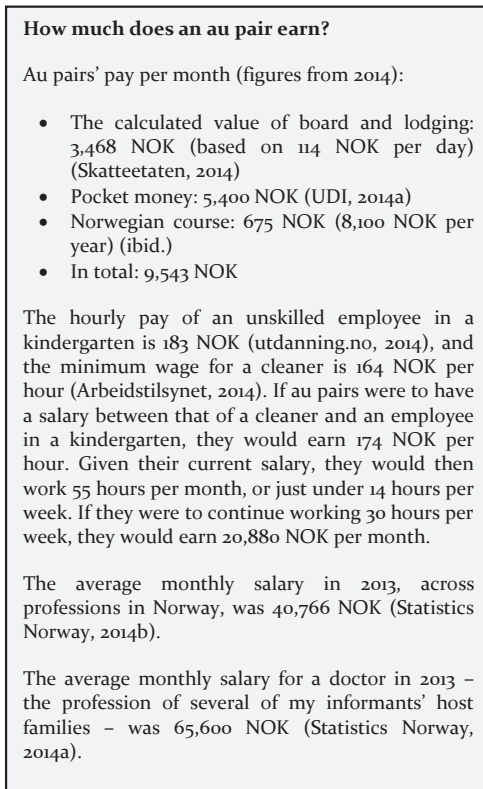 How much does an au pair earn?
Au pairs' pay per month (figures from 2014):
• The calculated value of board and lodging:
3,468 NOK (based on 114 NOK per day)
(Skatteetaten, 2014)
• Pocket money: 5,400 NOK (UDI, 2014a)
• Norwegian course: 675 NOK (8,100 NOK per
year) (ibid.)
• In total: 9,543 NOK
The hourly pay of an unskilled employee in a
kindergarten is 183 NOK (utdanning.no, 2014), and
the minimum wage for a cleaner is 164 NOK per
hour (Arbeidstilsynet, 2014). If au pairs were to have
a salary between that of a cleaner and an employee
in a kindergarten, they would earn 174 NOK per
hour. Given their current salary, they would then
work 55 hours per month, or just under 14 hours per
week. If they were to continue working 30 hours per
week, they would earn 20,880 NOK per month.
The average monthly salary in 2013, across
professions in Norway, was 40,766 NOK (Statistics
Norway, 2014b).
The average monthly salary for a doctor in 2013 –
the profession of several of my informants' host
families – was 65,600 NOK (Statistics Norway,
2014a).